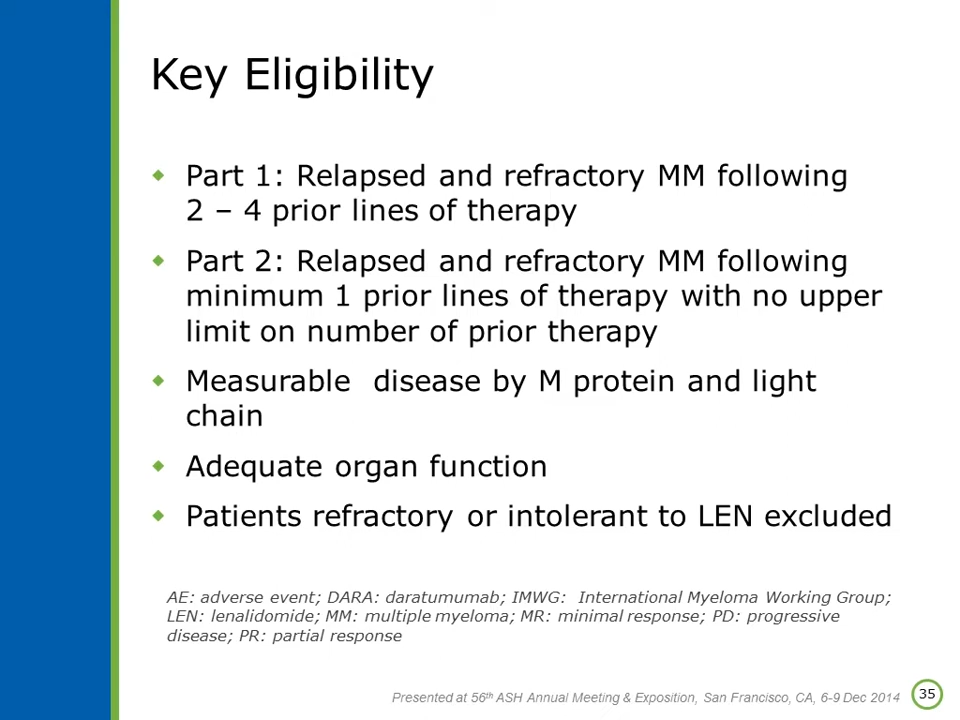 Key Eligibility
Part 1: Relapsed and refractory MM following
2 – 4 prior lines of therapy
Part 2: Relapsed and refractory MM following
minimum 1 prior lines of therapy with no upper
limit on number of prior therapy
Measurable  disease by M protein and light
chain
Adequate organ function
Patients refractory or intolerant to LEN excluded
AE: adverse event; DARA: daratumumab; IMWG:  International Myeloma Working Group;
LEN: lenalidomide; MM: multiple myeloma; MR: minimal response; PD: progressive
disease; PR: partial response
Presented at 56th ASH Annual Meeting & Exposition, San Francisco, CA, 6-9 Dec 2014
35